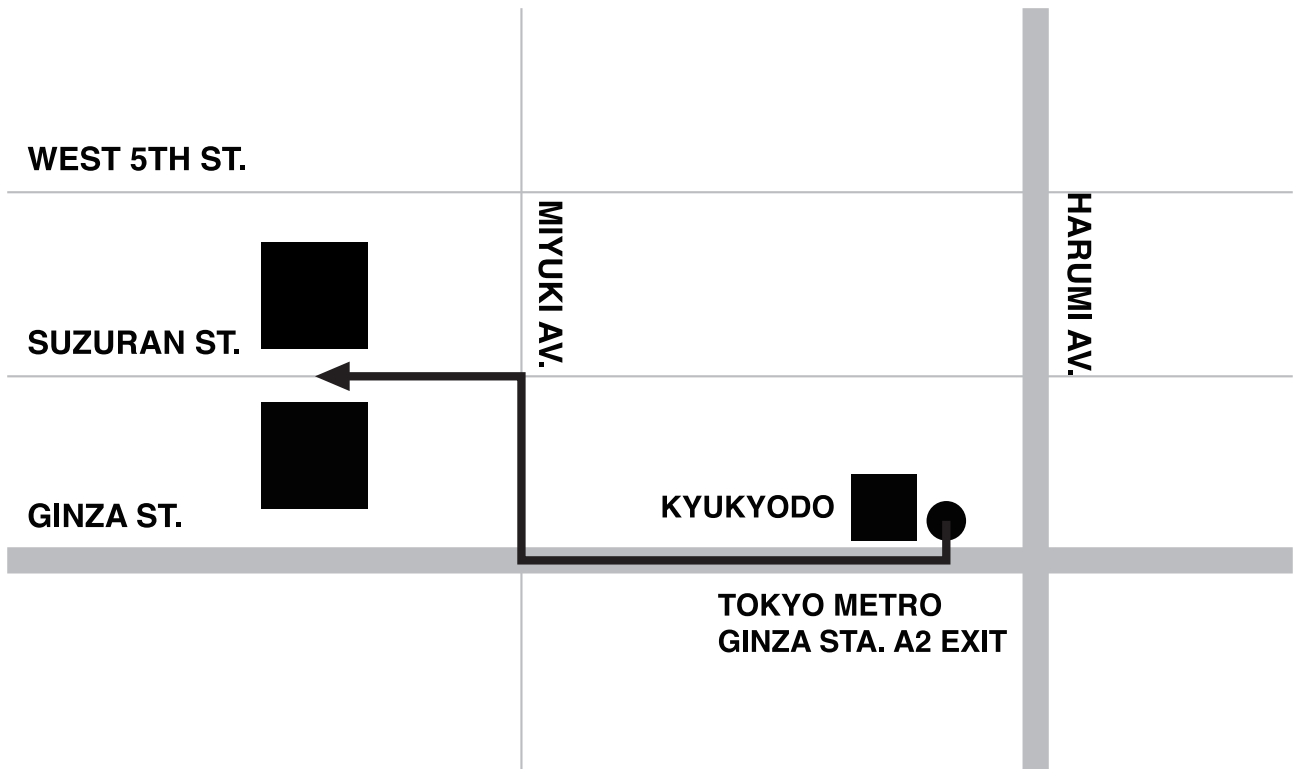 WEST 5TH ST.
MIYUKI AV.
HARUMI AV.
SUZURAN ST.
GINZA ST.
KYUKYODO
TOKYO METRO
GINZA STA. A2 EXIT